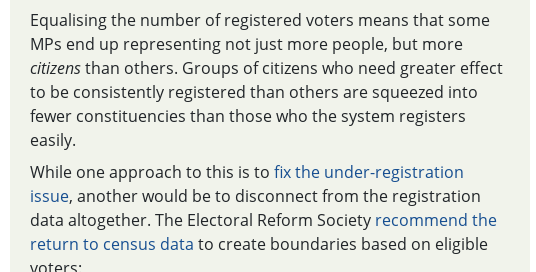 Equalising the number of registered voters means that some
MPs end up representing not just more people, but more
citizens than others. Groups of citizens who need greater effect
to be consistently registered than others are squeezed into
fewer constituencies than those who the system registers
easily.
While one approach to this is to fix the under-registration
issue, another would be to disconnect from the registration
data altogether. The Electoral Reform Society recommend the
return to census data to create boundaries based on eligible
voters: